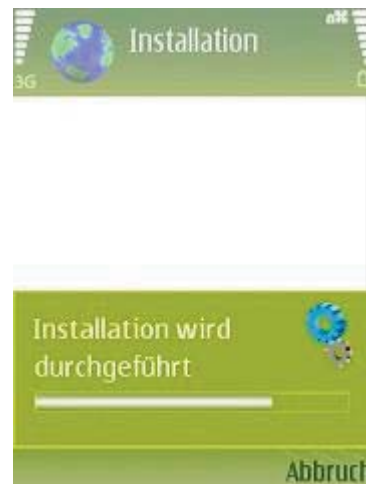 Installation
3G
Installation wird
durchgeführt
Abbruch